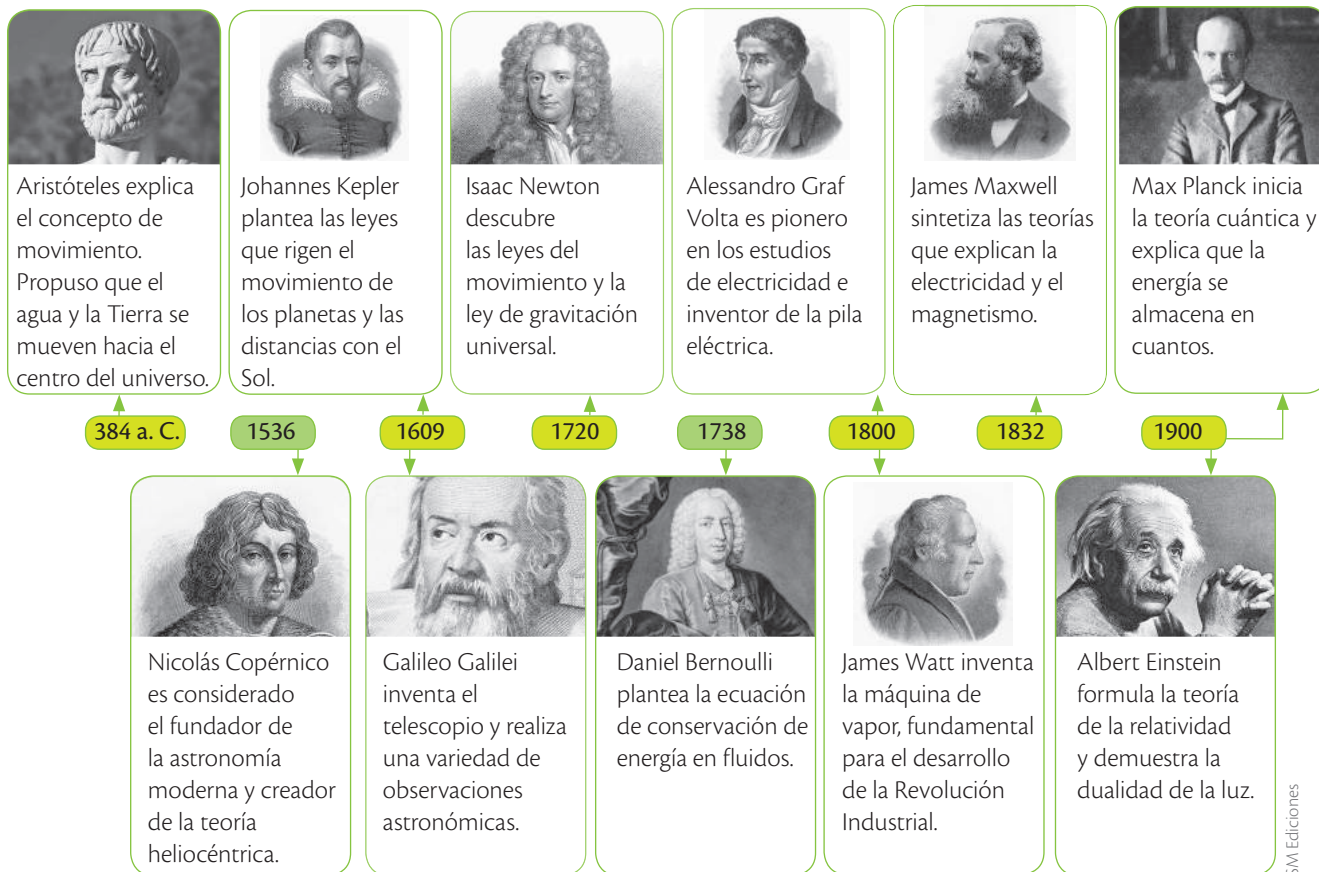 Aristóteles explica
el concepto de
movimiento.
Propuso que el
agua y la Tierra se
mueven hacia el
centro del universo.
Johannes Kepler
plantea las leyes
que rigen el
movimiento de
los planetas y las
distancias con el
Sol.
Isaac Newton
descubre
las leyes del
movimiento y la
ley de gravitación
universal.
Alessandro Graf
Volta es pionero
en los estudios
de electricidad e
inventor de la pila
eléctrica.
James Maxwell
sintetiza las teorías
que explican la
electricidad y el
magnetismo.
Max Planck inicia
la teoría cuántica y
explica que la
energía se
almacena en
cuantos.
384 a. C.
1536
1609
1720
1738
1800
1832
1900
Nicolás Copérnico
es considerado
el fundador de
la astronomía
moderna y creador
de la teoría
heliocéntrica.
Galileo Galilei
inventa el
telescopio y realiza
una variedad de
observaciones
astronómicas.
Daniel Bernoulli
plantea la ecuación
de conservación de
energía en fluidos.
James Watt inventa
la máquina de
vapor, fundamental
para el desarrollo
de la Revolución
Industrial.
Albert Einstein
formula la teoría
de la relatividad
y demuestra la
dualidad de la luz.
SM Ediciones